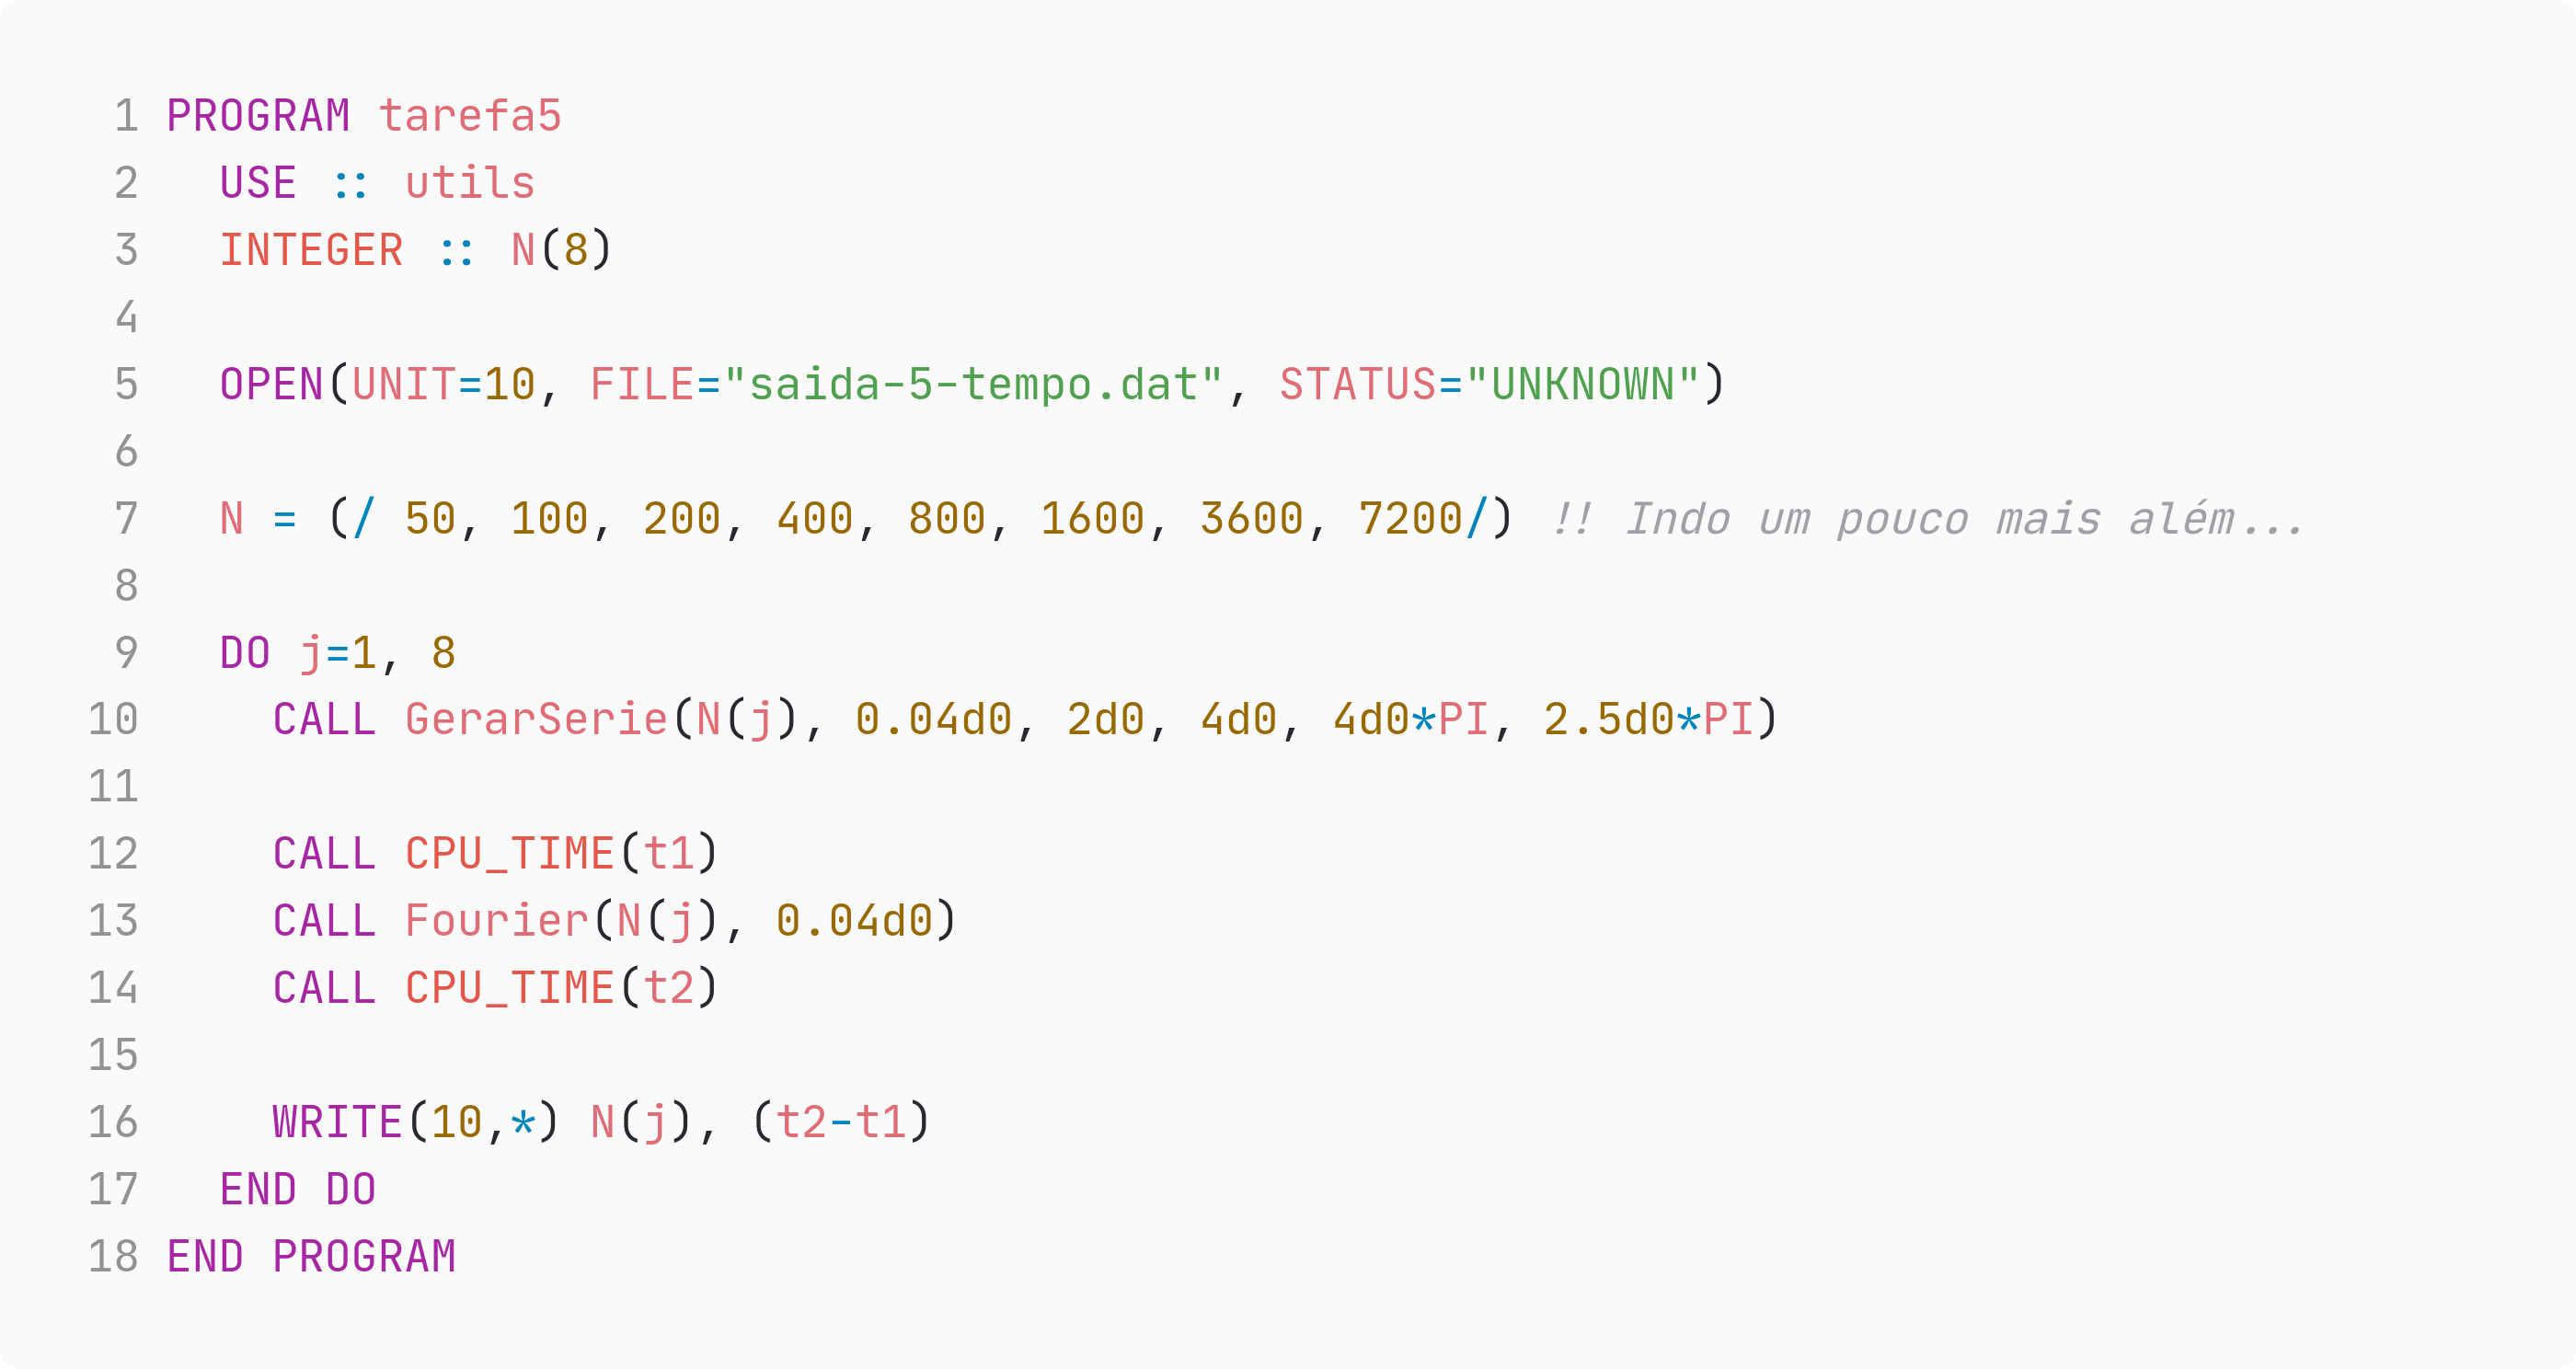 1 PROGRAM tarefa5
2   USE :: utils
3   INTEGER :: N(8)
4
5   OPEN(UNIT=10, FILE="saida-5-tempo.dat", STATUS="UNKNOWN")
6
7   N = (/ 50, 100, 200, 400, 800, 1600, 3600, 7200/) !! Indo um pouco mais além...
8
9   DO j=1, 8
10     CALL GerarSerie(N(j), 0.04d0, 2d0, 4d0, 4d0*PI, 2.5d0*PI)
11
12     CALL CPU_TIME(t1)
13     CALL Fourier(N(j), 0.04d0)
14     CALL CPU_TIME(t2)
15
16     WRITE(10,*) N(j), (t2-t1)
17   END DO
18 END PROGRAM